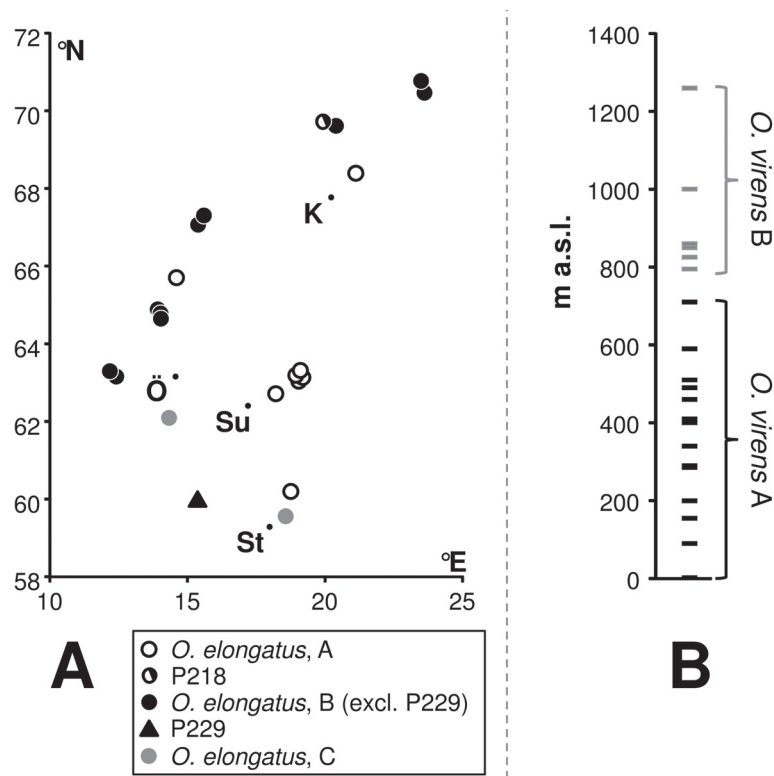 72
70
68
66
64
62
60
58
°N
K
Ö
Su
St
°E
10
15
20
25
A
O. elongatus, A
P218
O. elongatus, B (excl. P229)
P229
O. elongatus, C
1400
1200
1000
800
600
400
200
0
m a.s.l.
O. virens B
O. virens A
B